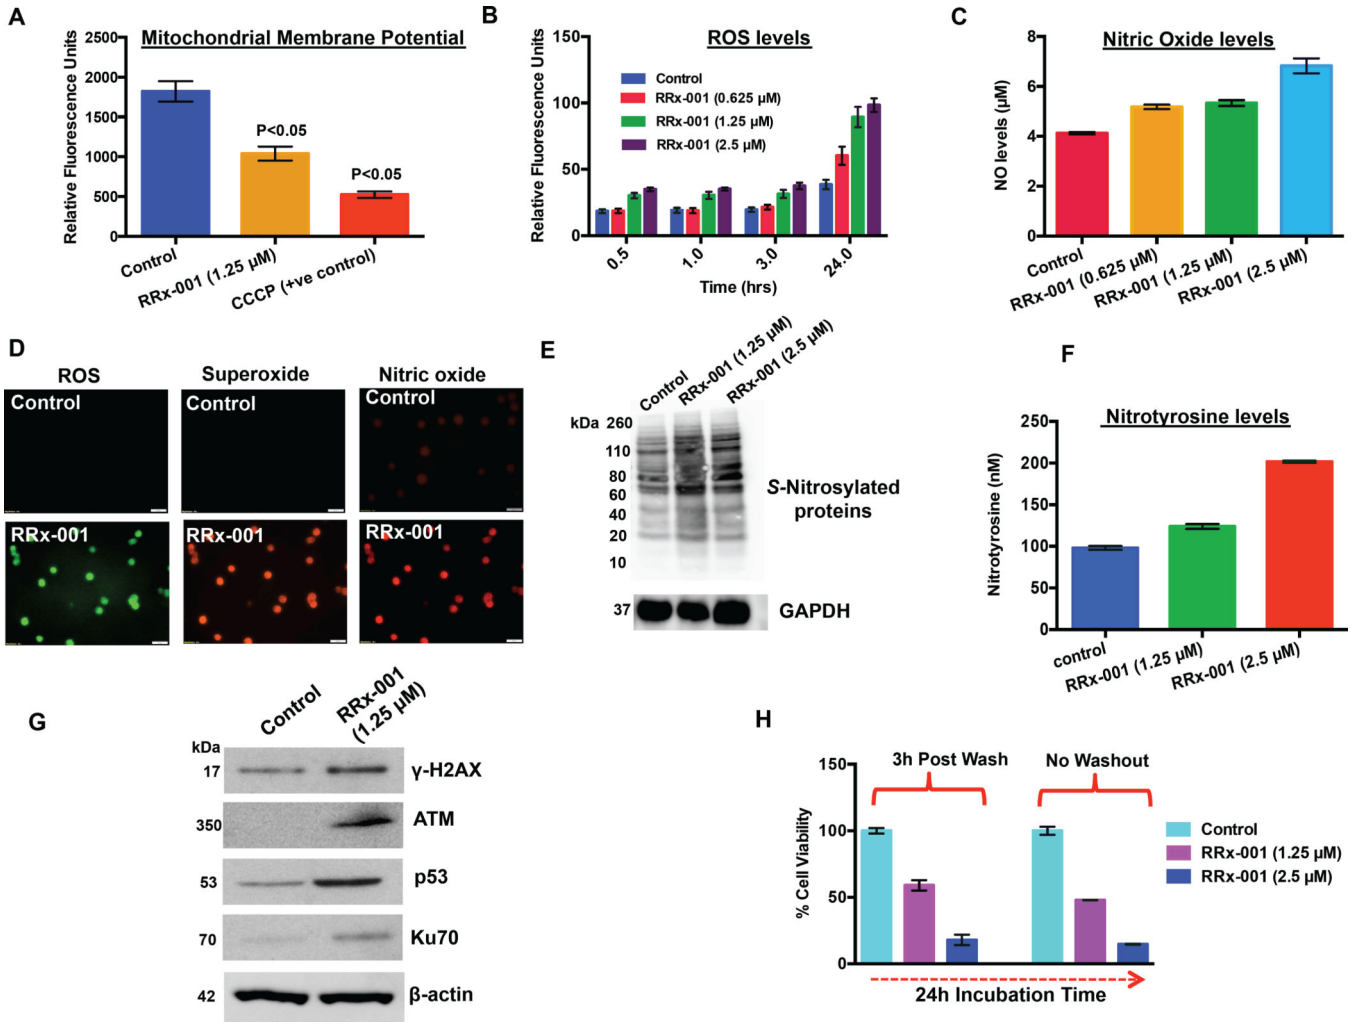 A
Mitochondrial Membrane Potential
Relative Fluorescence Units
2500
2000
1500
1000
500
0
P<0.05
P<0.05
Control
RRx-001 (1.25 µM)
CCCP (+ve control)
B
ROS levels
Relative Fluorescence Units
150
100
50
0
Control
RRx-001 (0.625 µM)
RRx-001 (1.25 µM)
RRx-001 (2.5 µM)
0.5
1.0
3.0
24.0
Time (hrs)
C
Nitric Oxide levels
NO levels (µM)
8
6
4
2
0
Control
RRx-001 (0.625 µM)
RRx-001 (1.25 µM)
RRx-001 (2.5 µM)
D
ROS
Superoxide
Nitric oxide
Control
Control
Control
RRx-001
RRx-001
RRx-001
E
Control
RRx-001 (1.25 µM)
RRx-001 (2.5 µM)
kDa
260
110
80
60
40
20
10
S-Nitrosylated
proteins
37
GAPDH
F
Nitrotyrosine levels
Nitrotyrosine (nM)
250
200
150
100
50
0
control
RRx-001 (1.25 µM)
RRx-001 (2.5 µM)
G
Control
RRx-001
(1.25 µM)
kDa
17
γ-H2AX
350
ATM
53
p53
70
Ku70
42
β-actin
H
% Cell Viability
150
100
50
0
3h Post Wash
No Washout
Control
RRx-001 (1.25 µM)
RRx-001 (2.5 µM)
24h Incubation Time